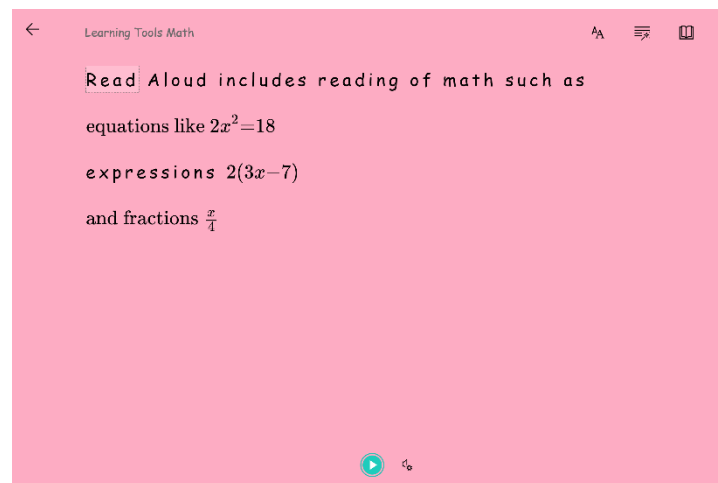 Learning Tools Math
AA
Read Aloud includes reading of math such as
equations like 2x²=18
expressions 2(3x−7)
and fractions x/4